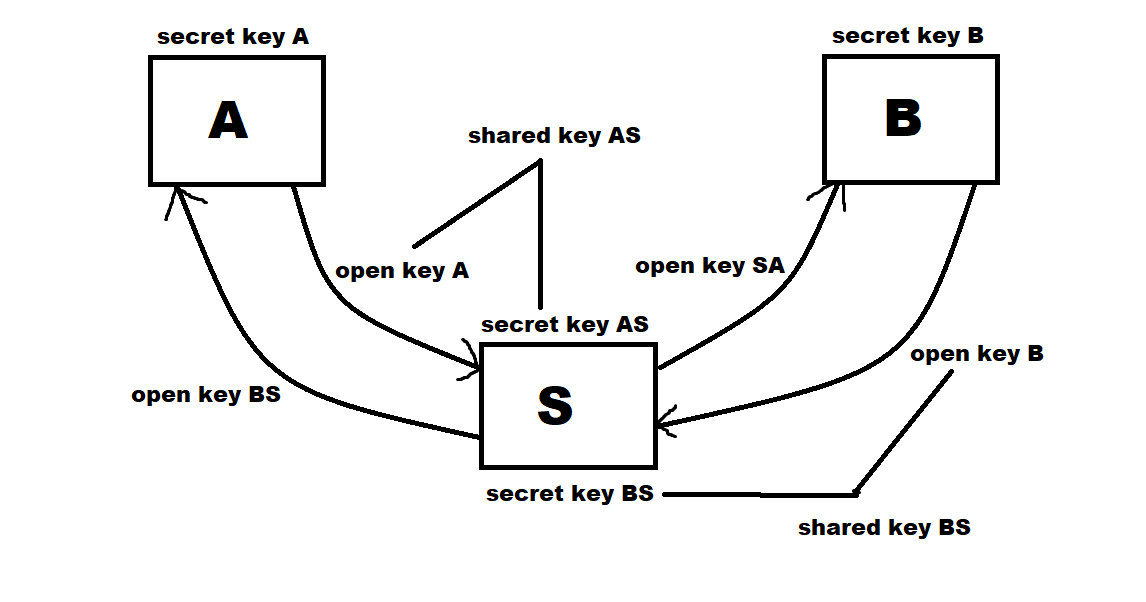 secret key A
secret key B
A
B
shared key AS
open key A
open key SA
secret key AS
open key B
open key BS
S
secret key BS
shared key BS